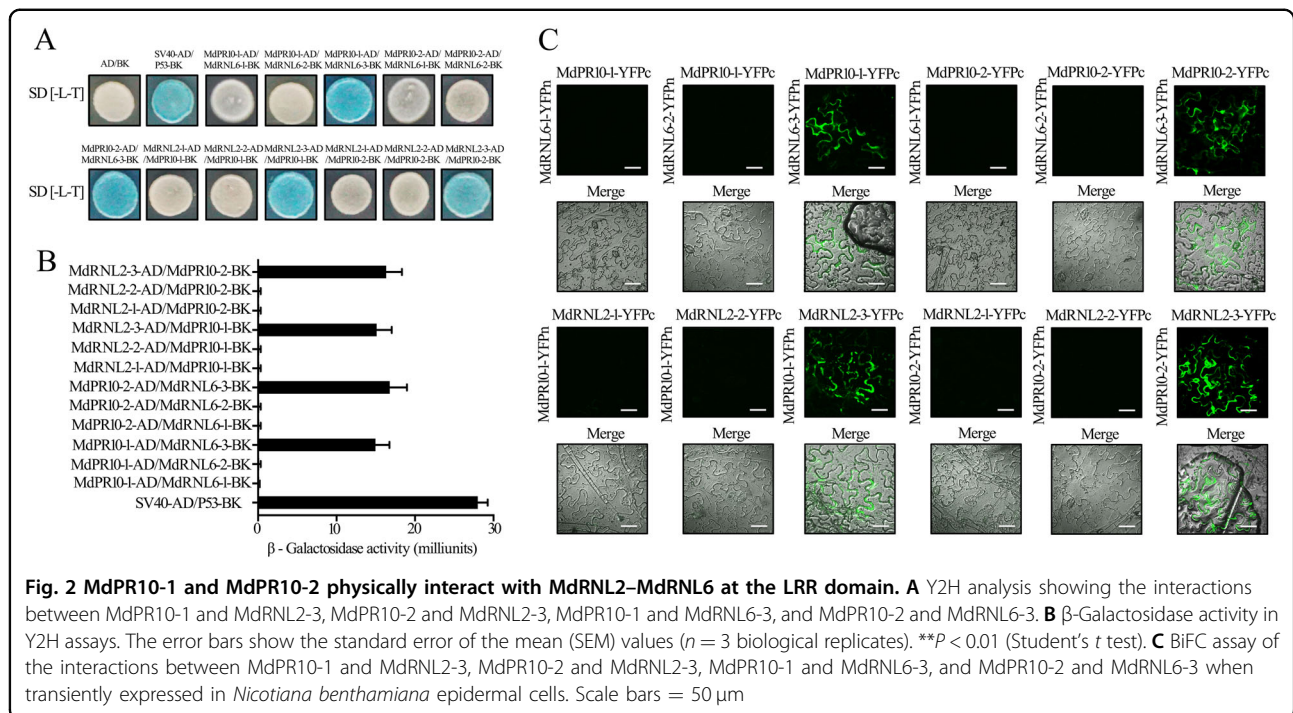 A
AD/BK
SV40-AD/
P53-BK
MdPR10-1-AD/
MdRNL6-1-BK
MdPR10-1-AD/
MdRNL6-2-BK
MdPR10-1-AD/
MdRNL6-3-BK
MdPR10-2-AD/
MdRNL6-1-BK
MdPR10-2-AD/
MdRNL6-2-BK
SD [-L-T]
MdPR10-2-AD/
MdRNL6-3-BK
MdRNL2-1-AD
/MdPR10-1-BK
MdRNL2-2-AD
/MdPR10-1-BK
MdRNL2-3-AD
/MdPR10-1-BK
MdRNL2-1-AD
/MdPR10-2-BK
MdRNL2-2-AD
/MdPR10-2-BK
MdRNL2-3-AD
/MdPR10-2-BK
SD [-L-T]
B
MdRNL2-3-AD/MdPR10-2-BK
MdRNL2-2-AD/MdPR10-2-BK
MdRNL2-1-AD/MdPR10-2-BK
MdRNL2-3-AD/MdPR10-1-BK
MdRNL2-2-AD/MdPR10-1-BK
MdRNL2-1-AD/MdPR10-1-BK
MdPR10-2-AD/MdRNL6-3-BK
MdPR10-2-AD/MdRNL6-2-BK
MdPR10-2-AD/MdRNL6-1-BK
MdPR10-1-AD/MdRNL6-3-BK
MdPR10-1-AD/MdRNL6-2-BK
MdPR10-1-AD/MdRNL6-1-BK
SV40-AD/P53-BK
0 10 20 30
β - Galactosidase activity (milliunits)
C
MdPR10-1-YFPc MdPR10-1-YFPc MdPR10-1-YFPc MdPR10-2-YFPc MdPR10-2-YFPc MdPR10-2-YFPc
MdRNL6-1-YFPn MdRNL6-2-YFPn MdRNL6-3-YFPn MdRNL6-1-YFPn MdRNL6-2-YFPn MdRNL6-3-YFPn
Merge Merge Merge Merge Merge Merge
MdRNL2-1-YFPc MdRNL2-2-YFPc MdRNL2-3-YFPc MdRNL2-1-YFPc MdRNL2-2-YFPc MdRNL2-3-YFPc
MdPR10-1-YFPn MdPR10-1-YFPn MdPR10-1-YFPn MdPR10-2-YFPn MdPR10-2-YFPn MdPR10-2-YFPn
Merge Merge Merge Merge Merge Merge
Fig. 2 MdPR10-1 and MdPR10-2 physically interact with MdRNL2–MdRNL6 at the LRR domain. A Y2H analysis showing the interactions
between MdPR10-1 and MdRNL2-3, MdPR10-2 and MdRNL2-3, MdPR10-1 and MdRNL6-3, and MdPR10-2 and MdRNL6-3. B β-Galactosidase activity in
Y2H assays. The error bars show the standard error of the mean (SEM) values (n = 3 biological replicates). **P < 0.01 (Student's t test). C BiFC assay of
the interactions between MdPR10-1 and MdRNL2-3, MdPR10-2 and MdRNL2-3, MdPR10-1 and MdRNL6-3, and MdPR10-2 and MdRNL6-3 when
transiently expressed in Nicotiana benthamiana epidermal cells. Scale bars = 50 μm